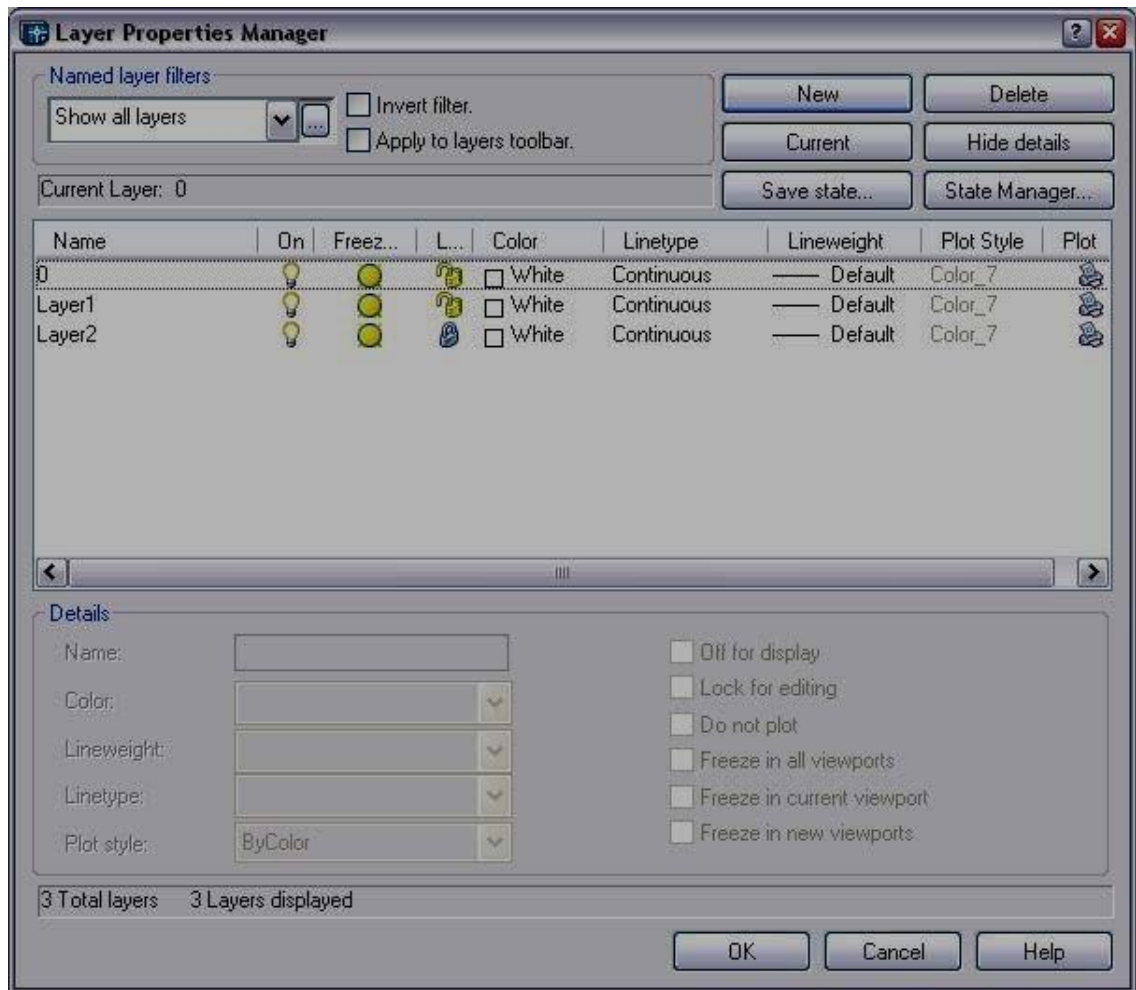 Layer Properties Manager
Named layer filters
Show all layers
...
Invert filter.
Apply to layers toolbar.
New
Delete
Current
Hide details
Current Layer: 0
Save state...
State Manager...
Name On Freez... L... Color Linetype Lineweight Plot Style Plot
0 White Continuous Default Color_7
Layer1 White Continuous Default Color_7
Layer2 White Continuous Default Color_7
Details
Name:
Color:
Lineweight:
Linetype:
Plot style: ByColor
Off for display
Lock for editing
Do not plot
Freeze in all viewports
Freeze in current viewport
Freeze in new viewports
3 Total layers 3 Layers displayed
OK Cancel Help